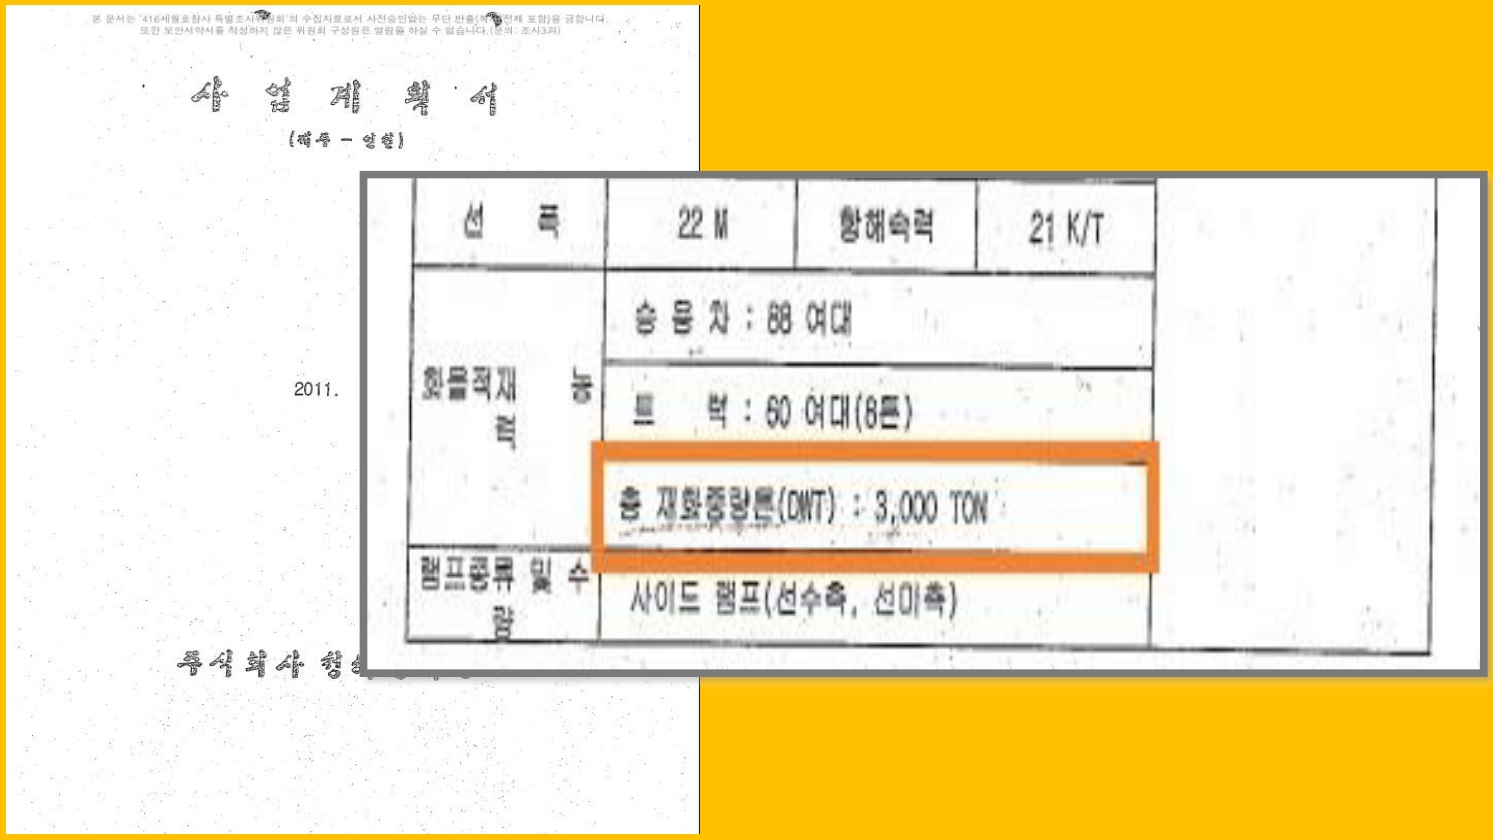 본 문서는 '416세월호참사 특별조사위원회'의 수집자료로서 사전승인없는 무단 반출(복 전제 포함)을 금합니다.
또한 보안서약서를 작성하지 않은 위원회 구성원은 열람을 하실 수 없습니다.(문의: 조사3과)
사 업 계 획 서
(제주 - 인천)
2011.
주식회사 청해
선 폭 22 M 항해속력 21 K/T
화물적재 능력
승 용 차 : 88 여대
트 럭 : 60 여대(8톤)
총 재화중량톤(DWT) : 3,000 TON
램프종류 및 수량
사이드 램프(선수측, 선미측)